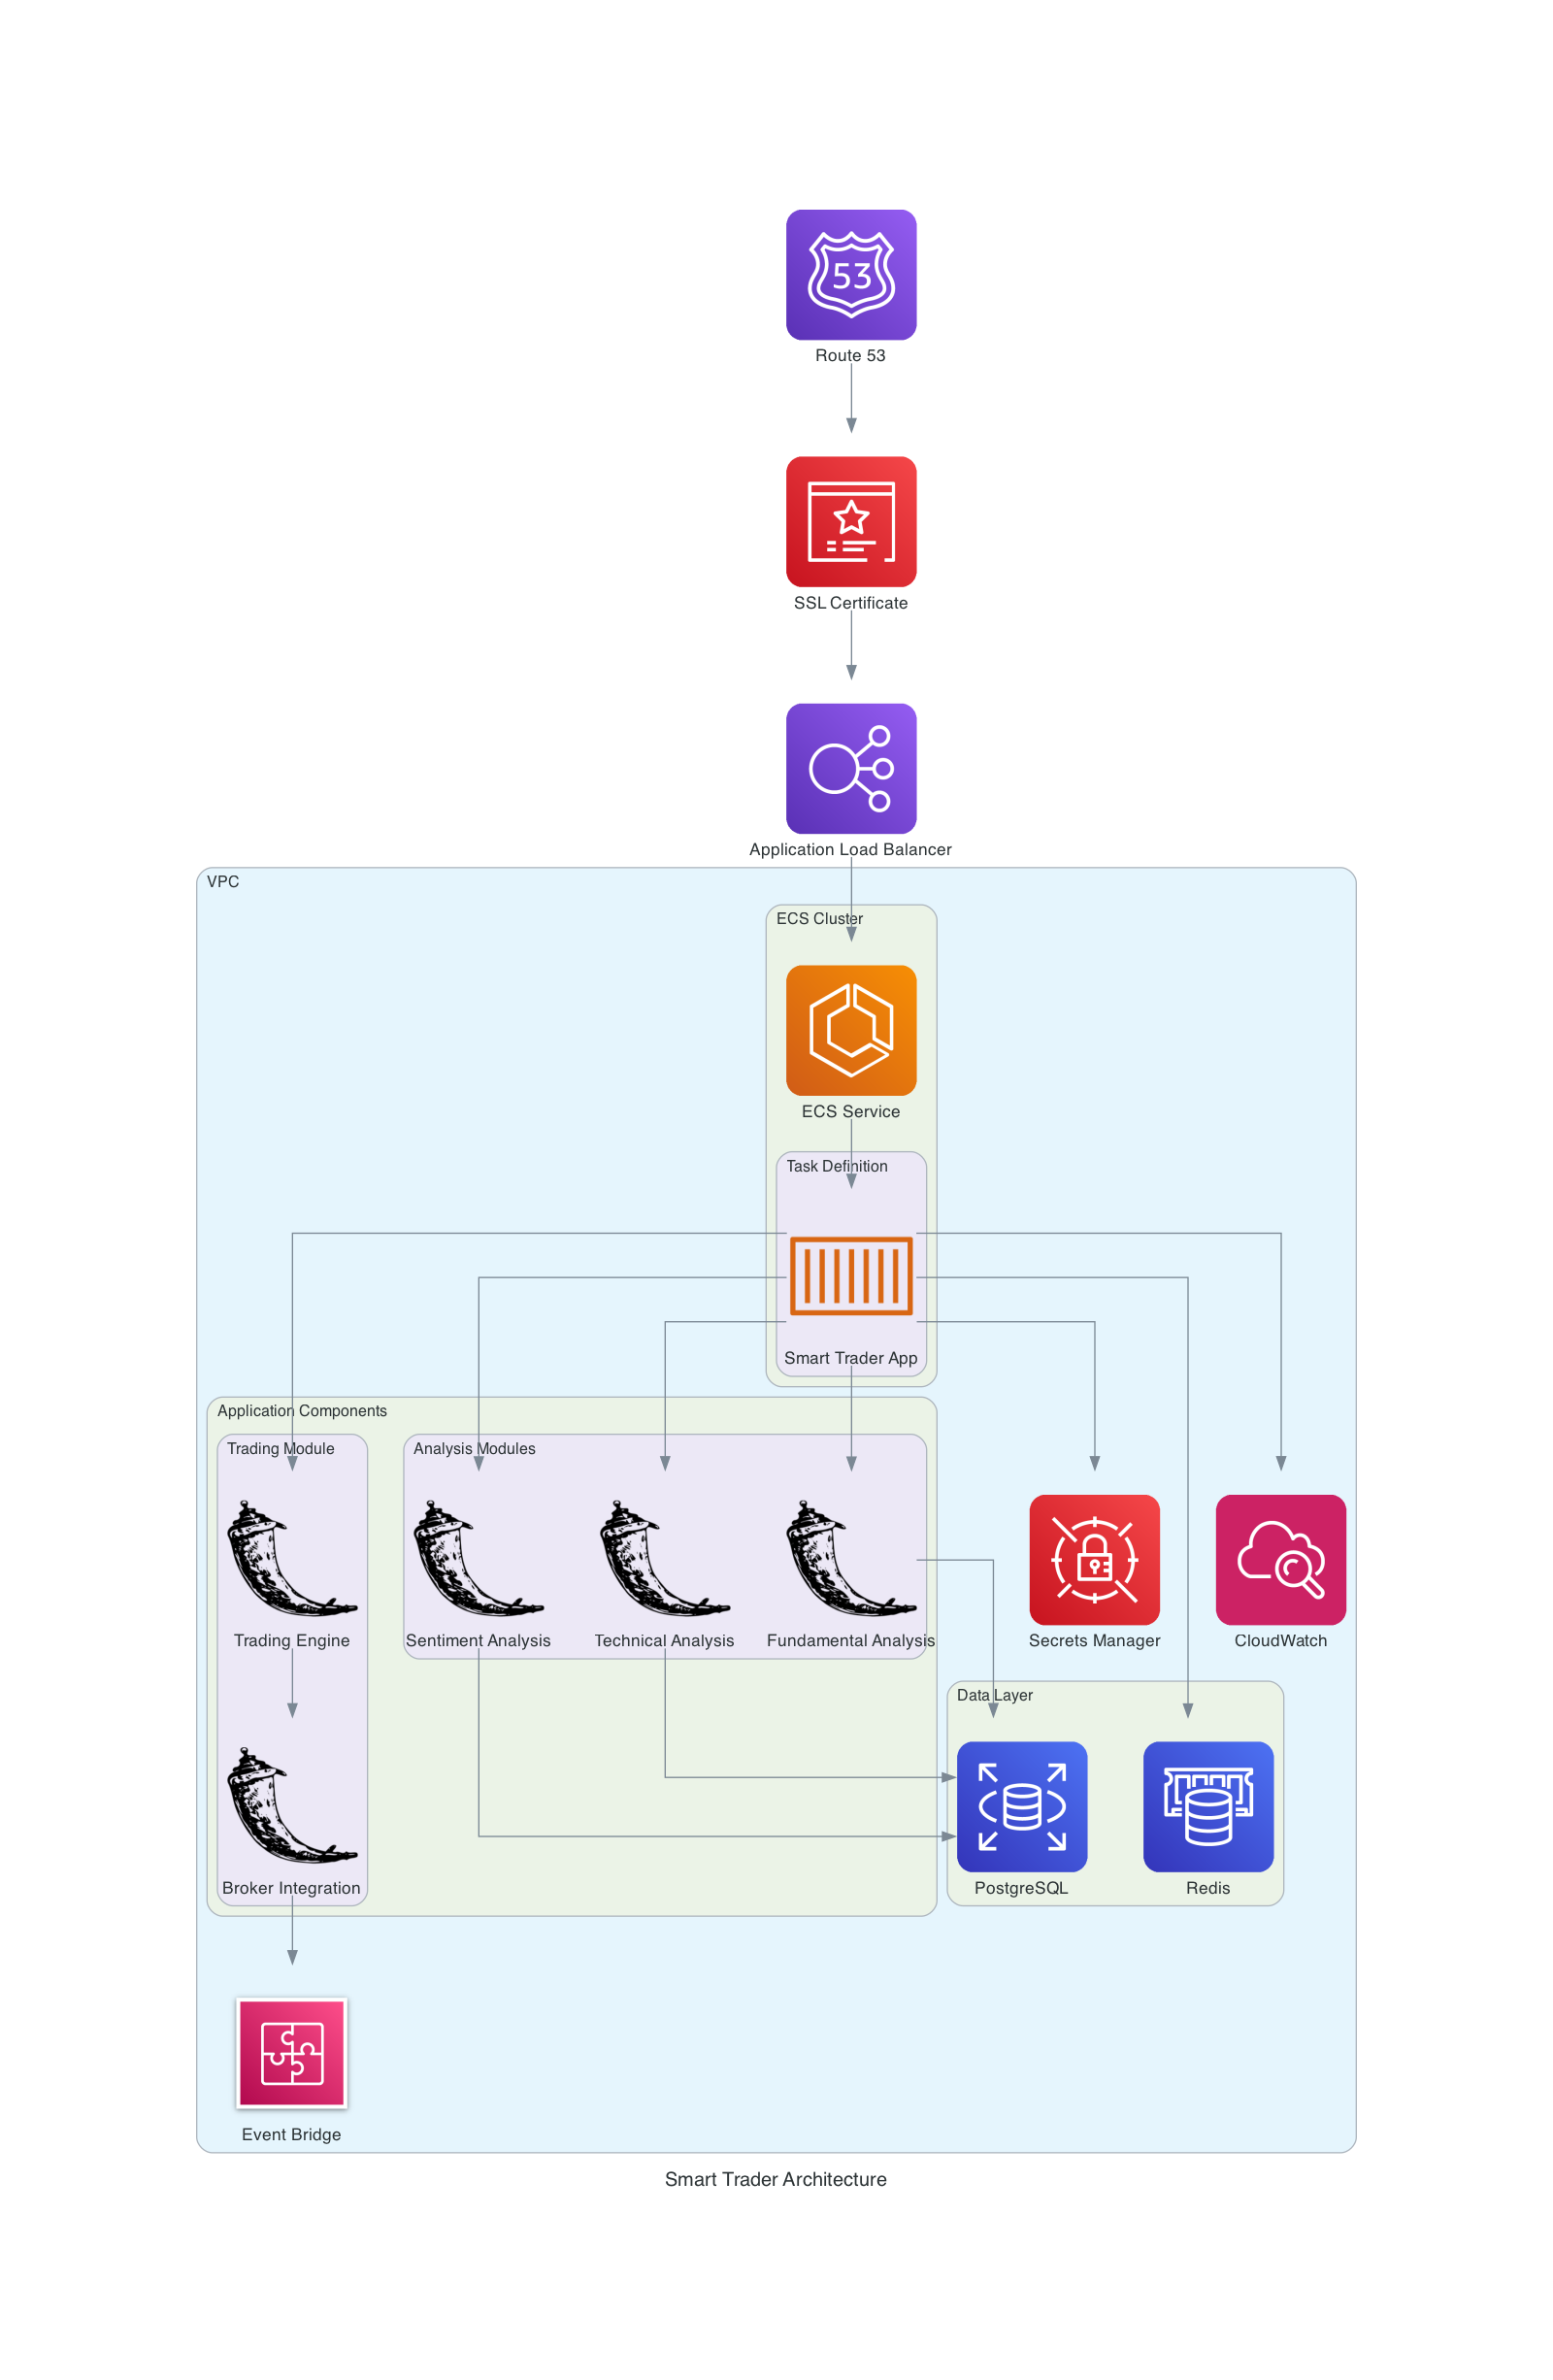 53
Route 53
SSL Certificate
Application Load Balancer
VPC
ECS Cluster
ECS Service
Task Definition
Smart Trader App
Application Components
Trading Module
Analysis Modules
Trading Engine
Sentiment Analysis
Technical Analysis
Fundamental Analysis
Secrets Manager
CloudWatch
Data Layer
Broker Integration
PostgreSQL
Redis
Event Bridge
Smart Trader Architecture